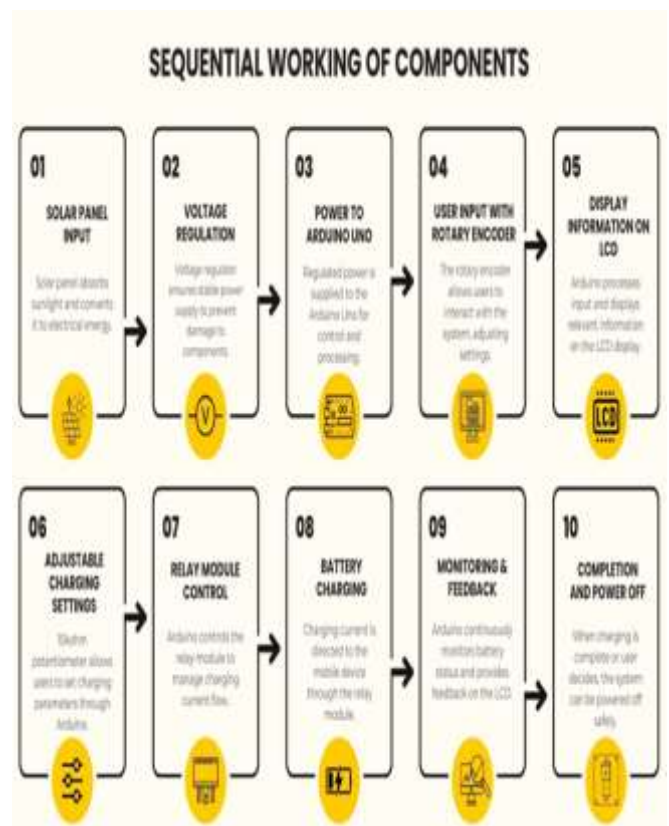 SEQUENTIAL WORKING OF COMPONENTS
01
SOLAR PANEL
INPUT
Solar panel absorbs
sunlight and converts
it to electrical energy.
02
VOLTAGE
REGULATION
Voltage regulator
ensures stable power
supply to prevent
damage to
components.
V
03
POWER TO
ARDUINO UNO
Regulated power is
supplied to the
Arduino Uno for
control and
processing.
04
USER INPUT WITH
ROTARY ENCODER
The rotary encoder
allows users to
interact with the
system, adjusting
settings.
05
DISPLAY
INFORMATION ON
LCD
Arduino processes
input and displays
relevant information
on the LCD display.
LCD
06
ADJUSTABLE
CHARGING
SETTINGS
potentiometer allows
users to set charging
parameters through
Arduino.
07
RELAY MODULE
CONTROL
Arduino controls the
relay module to
manage charging
current flow.
08
BATTERY
CHARGING
Charging current is
directed to the
mobile device
through the relay
module.
09
MONITORING &
FEEDBACK
Arduino continuously
monitors battery
status and provides
feedback on the LCD.
10
COMPLETION
AND POWER OFF
When charging is
complete or user
decides, the system
can be powered off
safely.